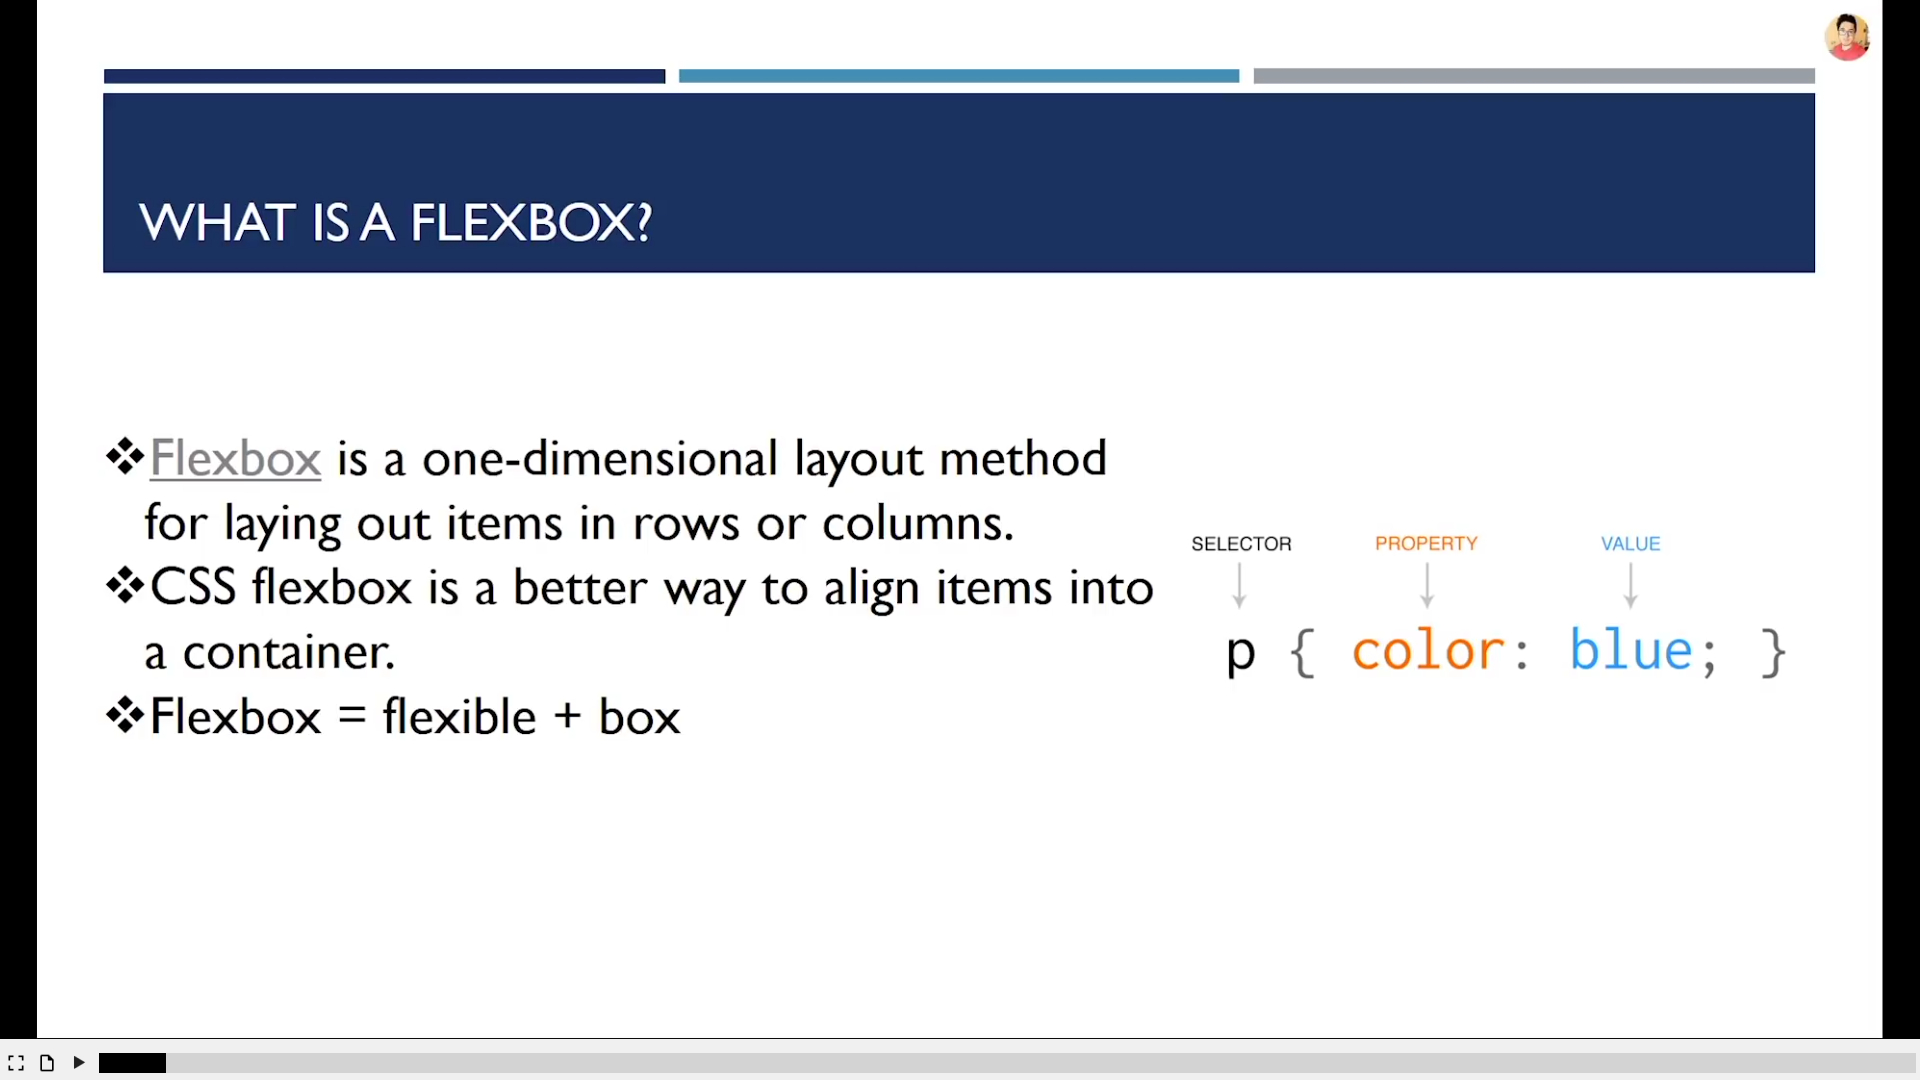 WHAT IS A FLEXBOX?
❖Flexbox is a one-dimensional layout method
for laying out items in rows or columns.
❖CSS flexbox is a better way to align items into
a container.
❖Flexbox = flexible + box
SELECTOR PROPERTY VALUE
p { color: blue; }